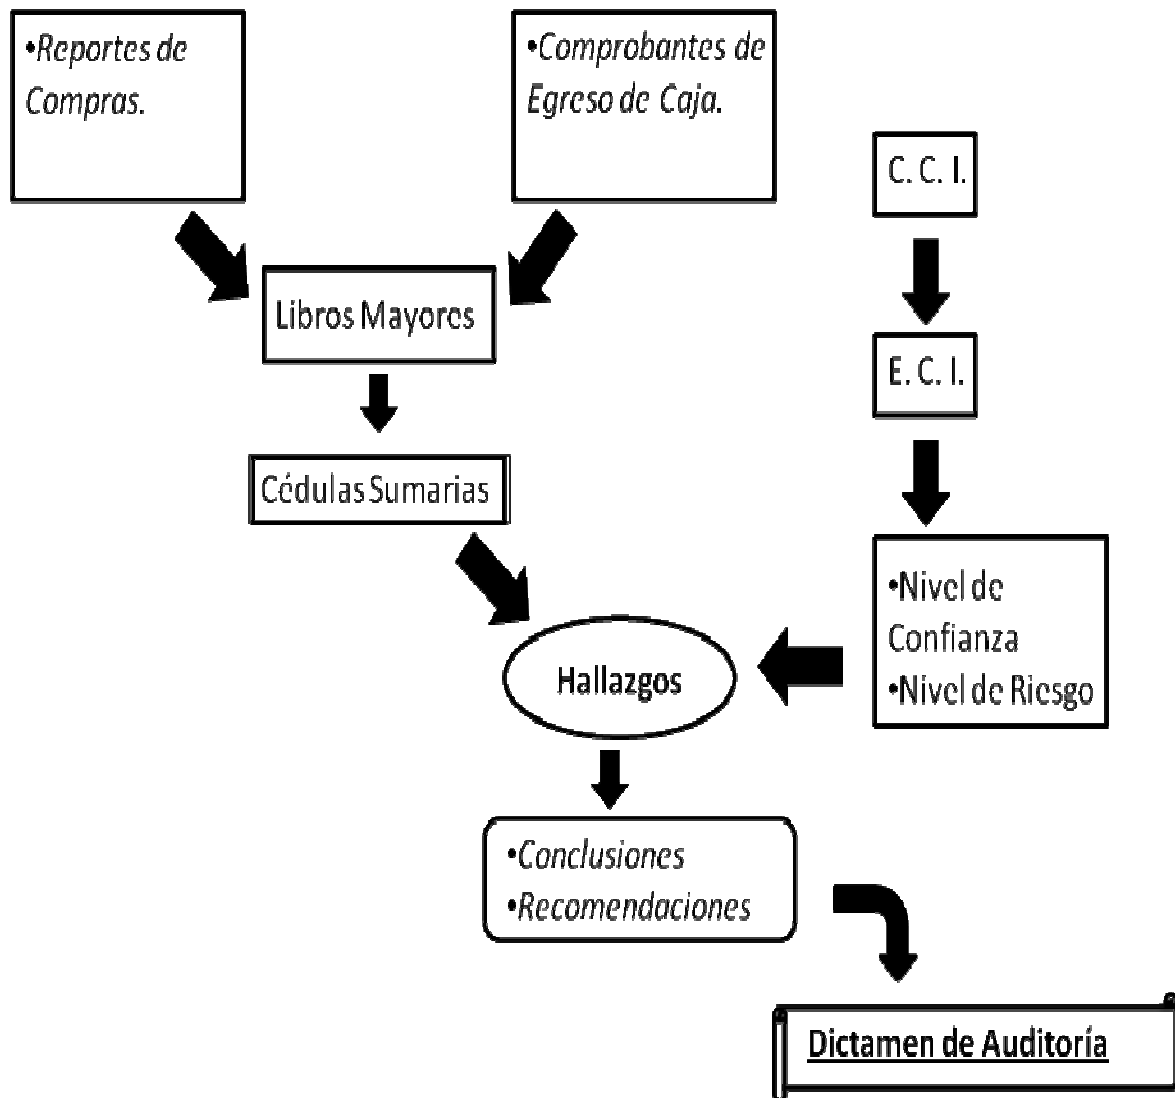 •Reportes de
Compras.
•Comprobantes de
Egreso de Caja.
C. C. I.
Libros Mayores
E. C. I.
Cédulas Sumarias
•Nivel de
Confianza
•Nivel de Riesgo
Hallazgos
•Conclusiones
•Recomendaciones
Dictamen de Auditoría